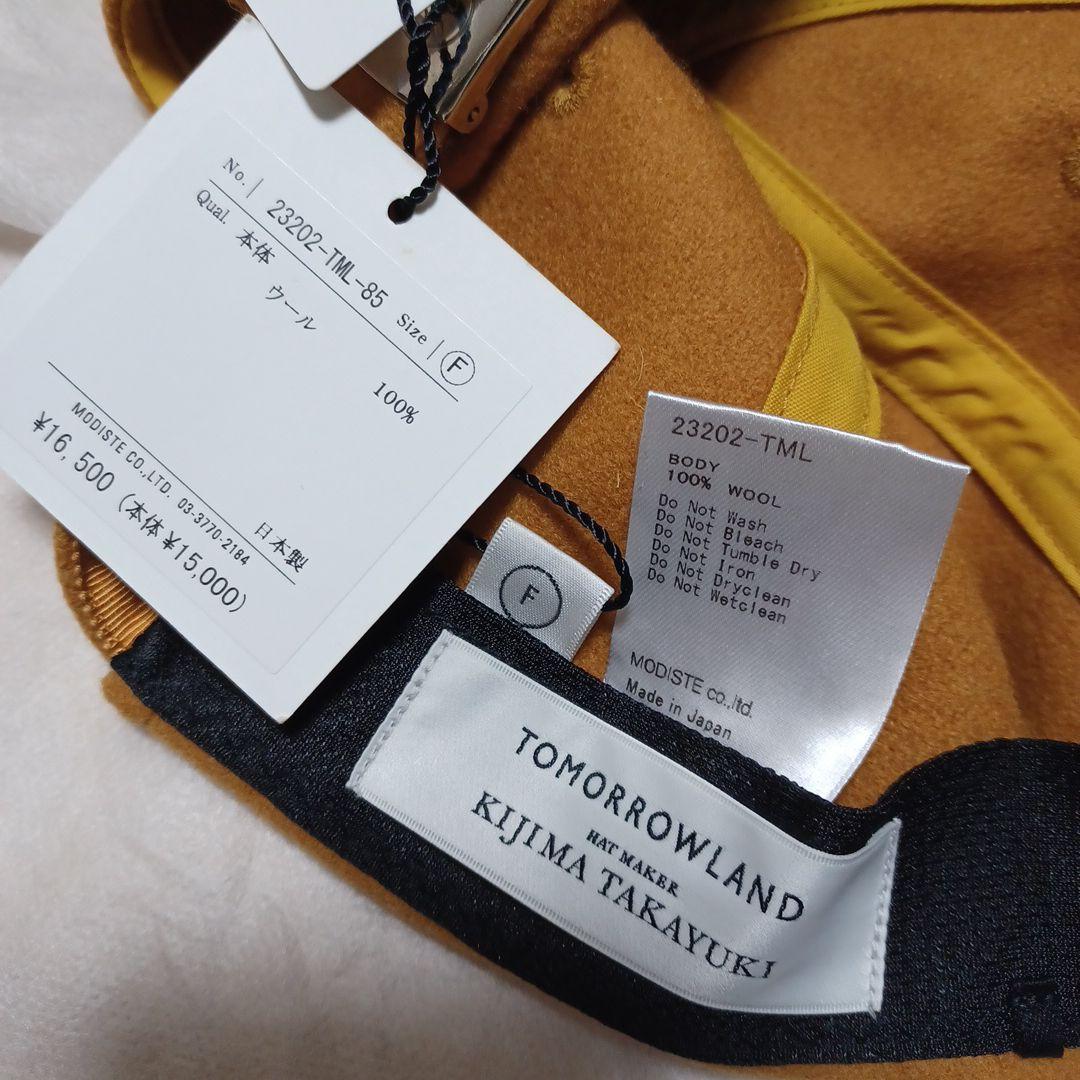 No. | 23202-TML-85 Size | F
Qual. 本体
ウール
100%
MODISTE CO.,LTD. 03-3770-2184
日本製
¥16,500 (本体¥15,000)
F
23202-TML
BODY
100% WOOL
Do Not Wash
Do Not Bleach
Do Not Tumble Dry
Do Not Iron
Do Not Dryclean
Do Not Wetclean
MODISTE co.,ltd.
Made in Japan
TOMORROWLAND
HAT MAKER
KIJIMA TAKAYUKI